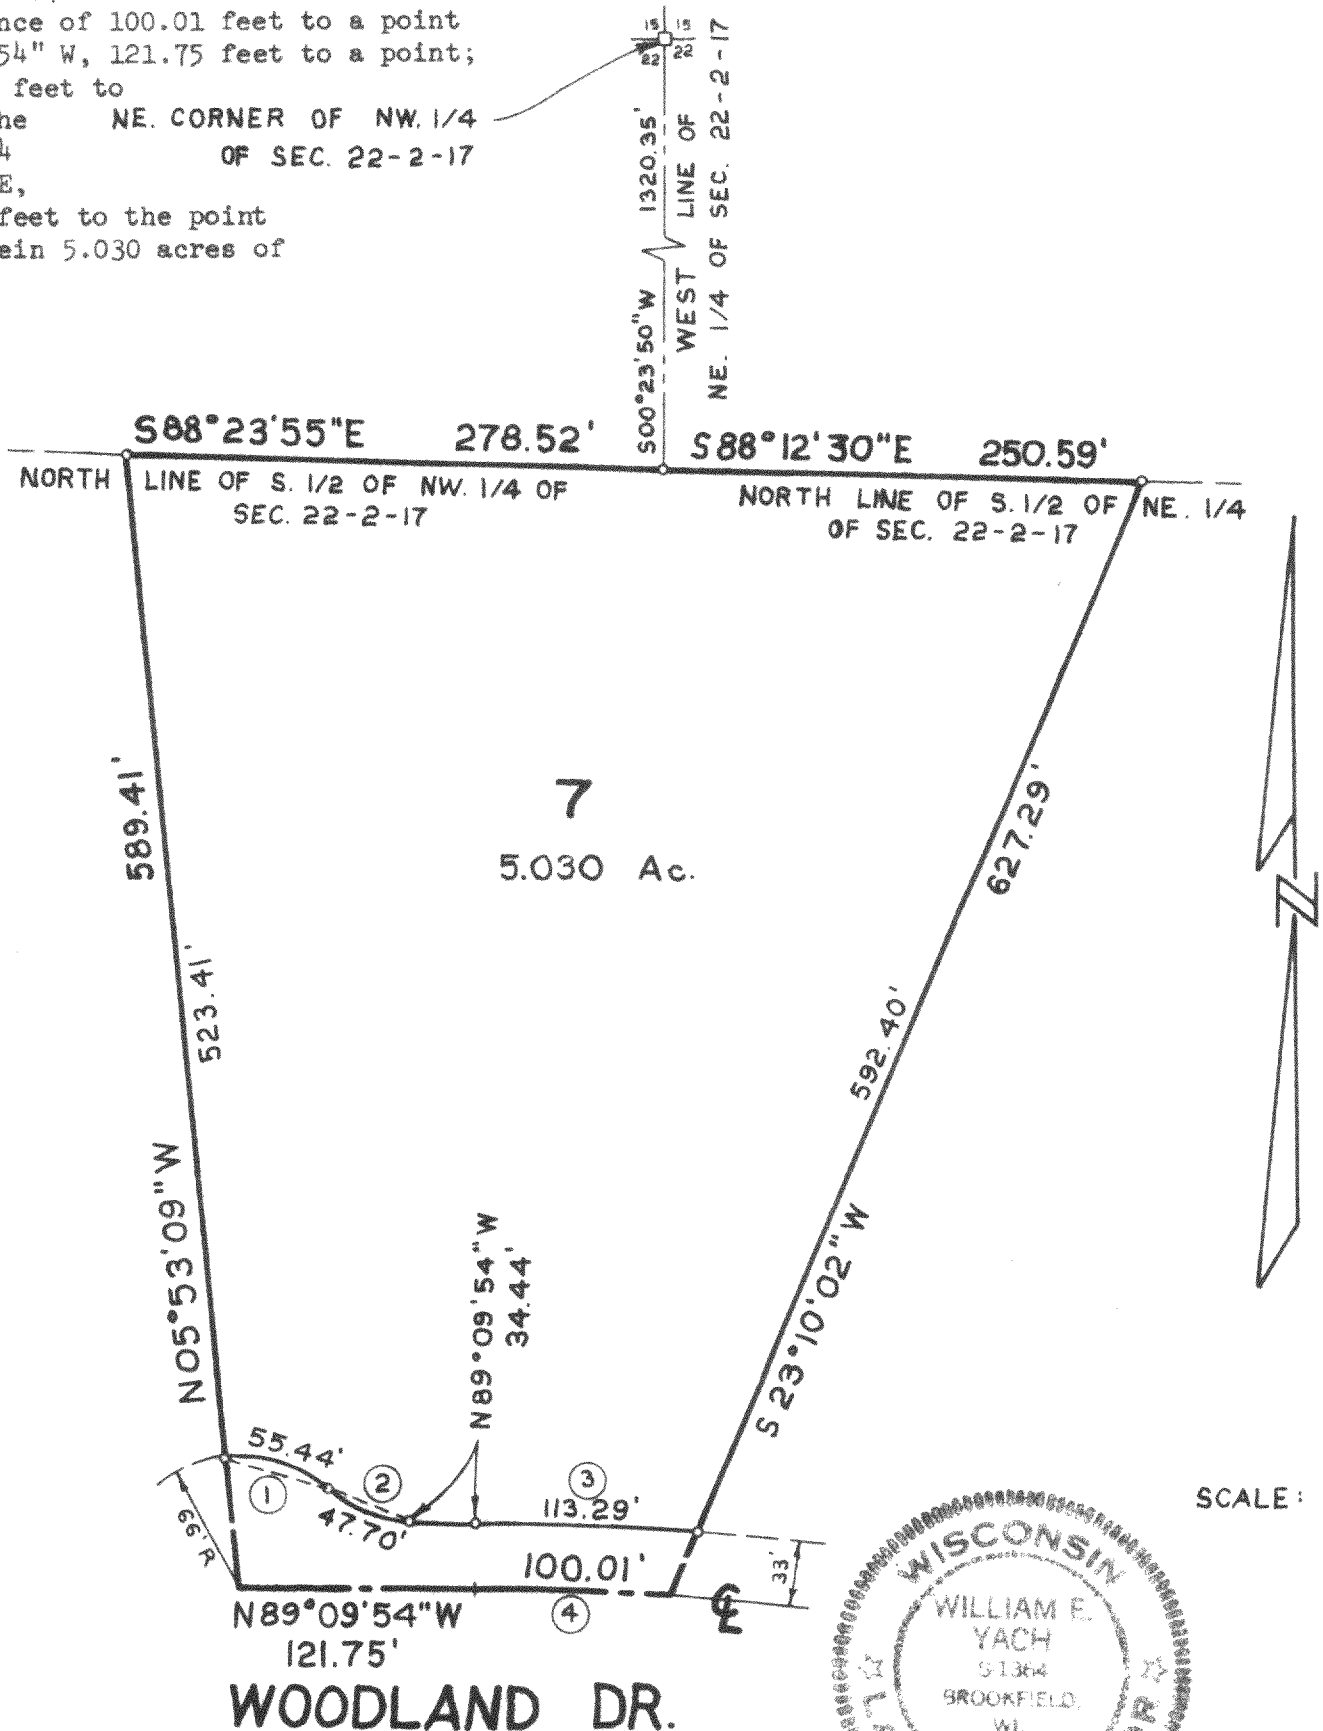 nce of 100.01 feet to a point
54" W, 121.75 feet to a point;
feet to
he
4
E,
feet to the point
ein 5.030 acres of
NE. CORNER OF NW. 1/4
OF SEC. 22-2-17
15 15
22 22
1320.35'
S00°23'50"W
WEST LINE OF
NE. 1/4 OF SEC. 22-2-17
S88°23'55"E 278.52'
S88°12'30"E 250.59'
NORTH LINE OF S. 1/2 OF NW. 1/4 OF
SEC. 22-2-17
NORTH LINE OF S. 1/2 OF NE. 1/4
OF SEC. 22-2-17
589.41'
7
5.030 Ac.
627.29'
523.41'
592.40'
N05°53'09"W
S 23°10'02"W
N89°09'54"W
34.44'
N
55.44'
1
2
47.70'
3
113.29'
66' R
33'
100.01'
4
℄
N89°09'54"W
121.75'
WOODLAND DR.
SCALE:
WISCONSIN
WILLIAM E.
YACH
S-1364
BROOKFIELD,
WI.